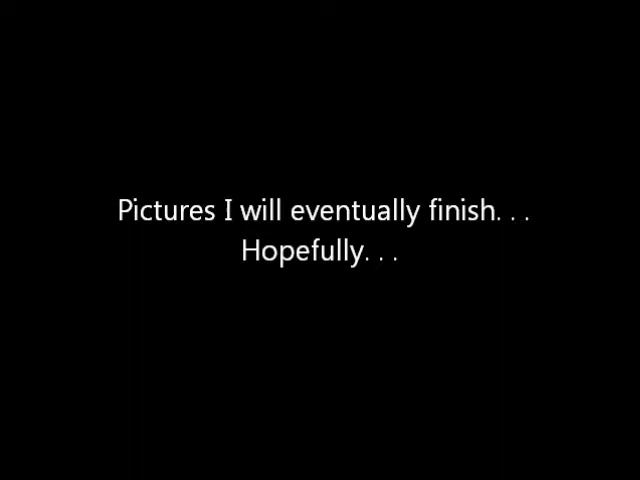 Pictures I will eventually finish. . .
Hopefully. . .